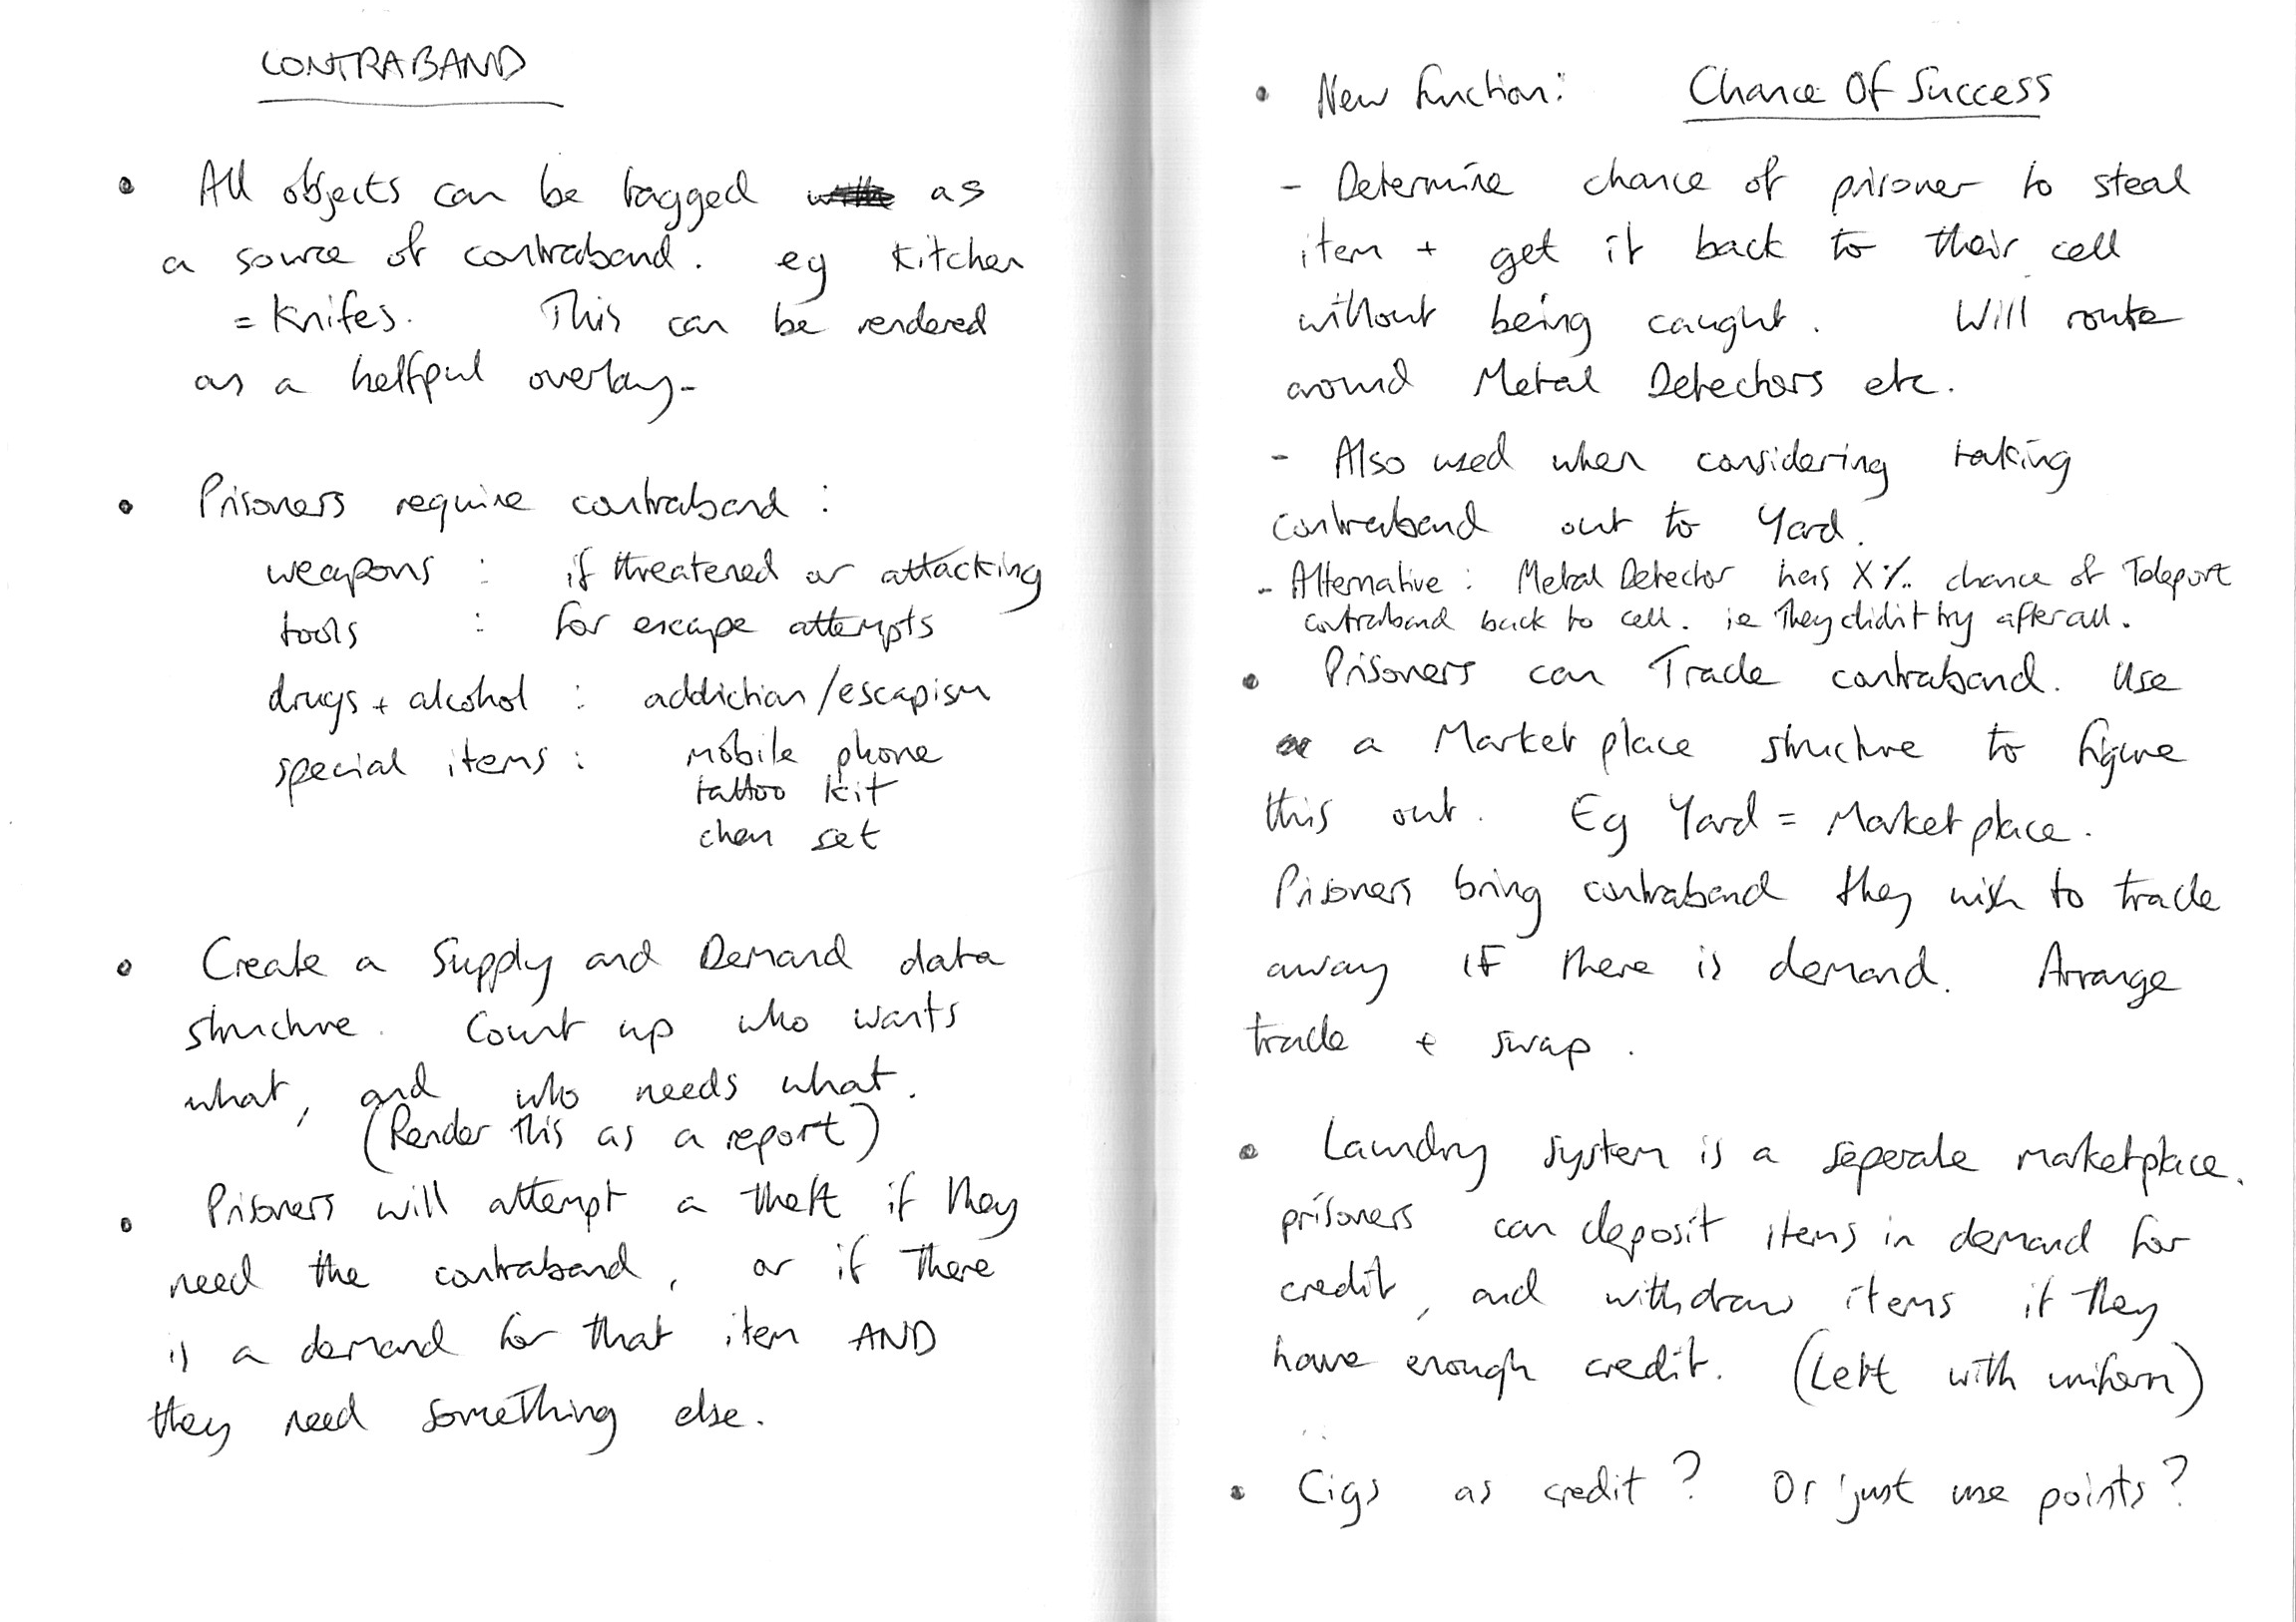 CONTRABAND
• All objects can be tagged as
a source of contraband. eg Kitchen
= Knifes. This can be rendered
as a helfpul overlay-
• Prisoners require contraband :
weapons : if threatened or attacking
tools : for escape attempts
drugs + alcohol : addiction/escapism
special items : mobile phone
tattoo kit
chess set
• Create a Supply and Demand data
structure. Count up who wants
what, and who needs what.
(Render this as a report)
• Prisoners will attempt a theft if they
need the contraband, or if there
is a demand for that item AND
they need something else.
• New function: Chance Of Success
- Determine chance of prisoner to steal
item + get it back to their cell
without being caught. Will route
around Metal Detectors etc.
- Also used when considering taking
contraband out to Yard.
- Alternative : Metal Detector has X%. chance of Teleport
contraband back to cell. ie They didn't try after all.
• Prisoners can Trade contraband. Use
a Market place structure to figure
this out. Eg Yard = Market place.
Prisoners bring contraband they wish to trade
away IF there is demand. Arrange
trade + swap.
• Laundry system is a seperate marketplace.
prisoners can deposit items in demand for
credit, and withdraw items if they
have enough credit. (Left with uniform)
• Cigs as credit? Or just use points?